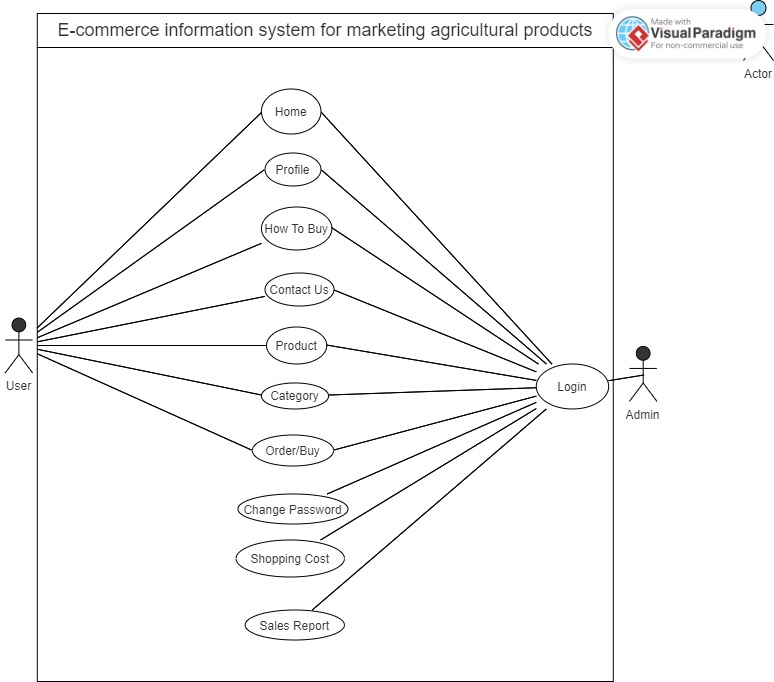 E-commerce information system for marketing agricultural products
Made with
Visual Paradigm
For non-commercial use
Actor
Home
Profile
How To Buy
Contact Us
Product
User
Category
Login
Admin
Order/Buy
Change Password
Shopping Cost
Sales Report